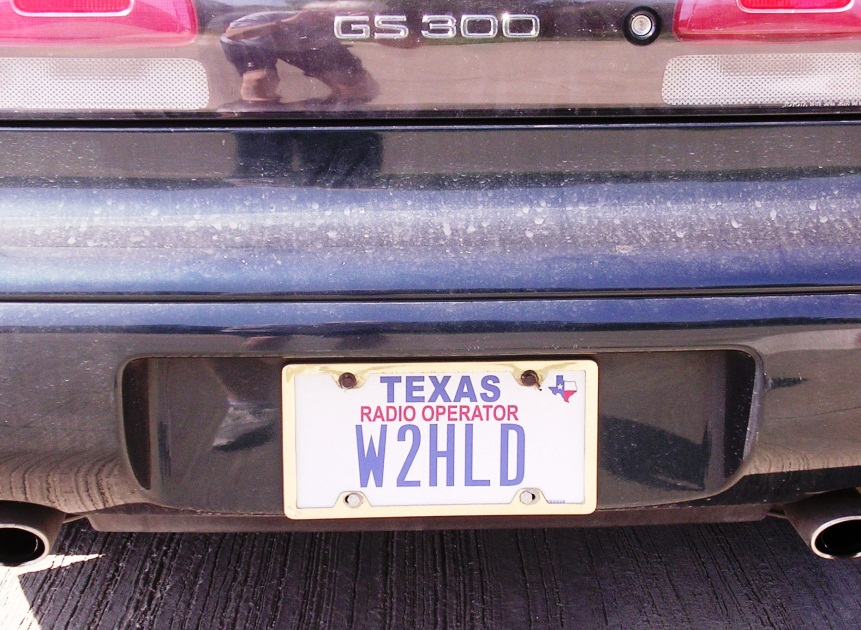 GS 300
TEXAS
RADIO OPERATOR
W2HLD